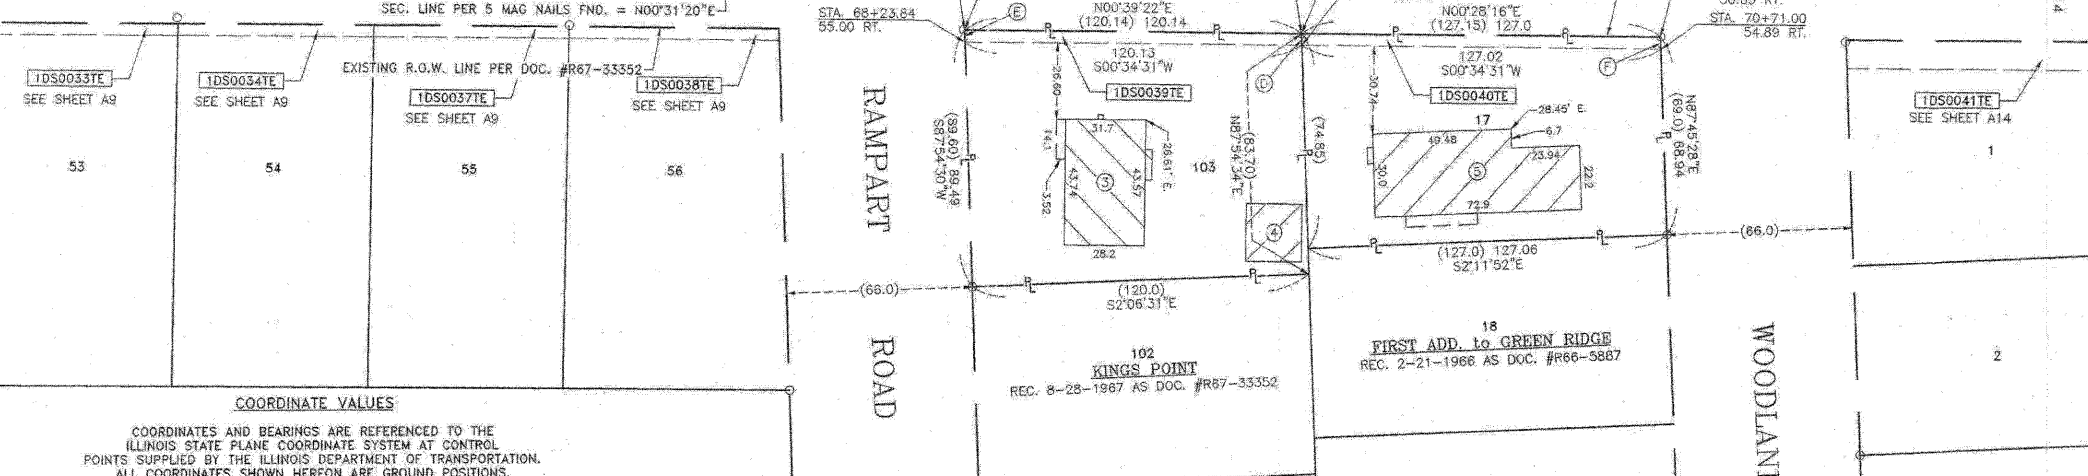 SEC. LINE PER 5 MAG NAILS FND. = N00°31'20"E
EXISTING R.O.W. LINE PER DOC. #R67-33352
1DS0033TE
SEE SHEET A9
1DS0034TE
SEE SHEET A9
1DS0037TE
SEE SHEET A9
1DS0038TE
SEE SHEET A9
53
54
55
56
COORDINATE VALUES
COORDINATES AND BEARINGS ARE REFERENCED TO THE
ILLINOIS STATE PLANE COORDINATE SYSTEM AT CONTROL
POINTS SUPPLIED BY THE ILLINOIS DEPARTMENT OF TRANSPORTATION.
ALL COORDINATES SHOWN HEREON ARE GROUND POSITIONS.
STA. 68+23.84
55.00 RT.
RAMPART
ROAD
(66.0)
E
N00°39'22"E
(120.14) 120.14
120.13
S00°34'31"W
1DS0039TE
26.60
31.7
14.1
3.52
43.74
3
43.57
26.61' E.
28.2
(89.60) 89.49
S87°54'30"W
103
D
(83.70)
N87°54'34"E
(74.85)
4
(120.0)
S2°06'31"E
102
KINGS POINT
REC. 8-28-1967 AS DOC. #R67-33352
N00°28'16"E
(127.15) 127.0
127.02
S00°34'31"W
F
1DS0040TE
30.74
17
28.45' E.
49.48
6.7
23.94
30.0
5
22.2
72.9
N87°45'28"E
(69.0) 68.94
(127.0) 127.06
S2°11'52"E
18
FIRST ADD. to GREEN RIDGE
REC. 2-21-1966 AS DOC. #R66-5887
STA. 70+71.00
54.89 RT.
(66.0)
1DS0041TE
SEE SHEET A14
1
2
4